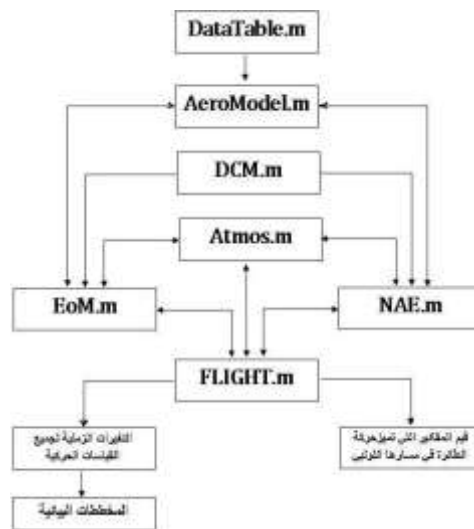 DataTable.m
AeroModel.m
DCM.m
Atmos.m
EoM.m
NAE.m
FLIGHT.m
التغيرات الزمنية لجميع
القياسات الحركية
قيم المقادير التي تميز حركة
الطائرة في مسارها
المخططات البيانية